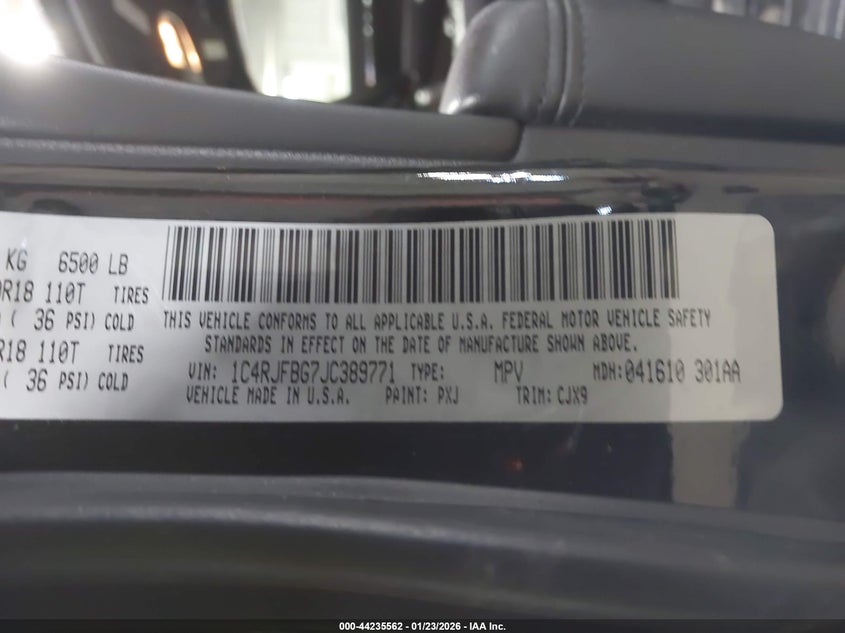 KG 6500 LB
R18 110T TIRES
( 36 PSI) COLD
R18 110T TIRES
( 36 PSI) COLD
THIS VEHICLE CONFORMS TO ALL APPLICABLE U.S.A. FEDERAL MOTOR VEHICLE SAFETY
STANDARDS IN EFFECT ON THE DATE OF MANUFACTURE SHOWN ABOVE.
VIN: 1C4RJFBG7JC389771 TYPE: MPV MDH: 041610 301AA
VEHICLE MADE IN U.S.A. PAINT: PXJ TRIM: CJX9
000-44235562 - 01/23/2026 - IAA Inc.